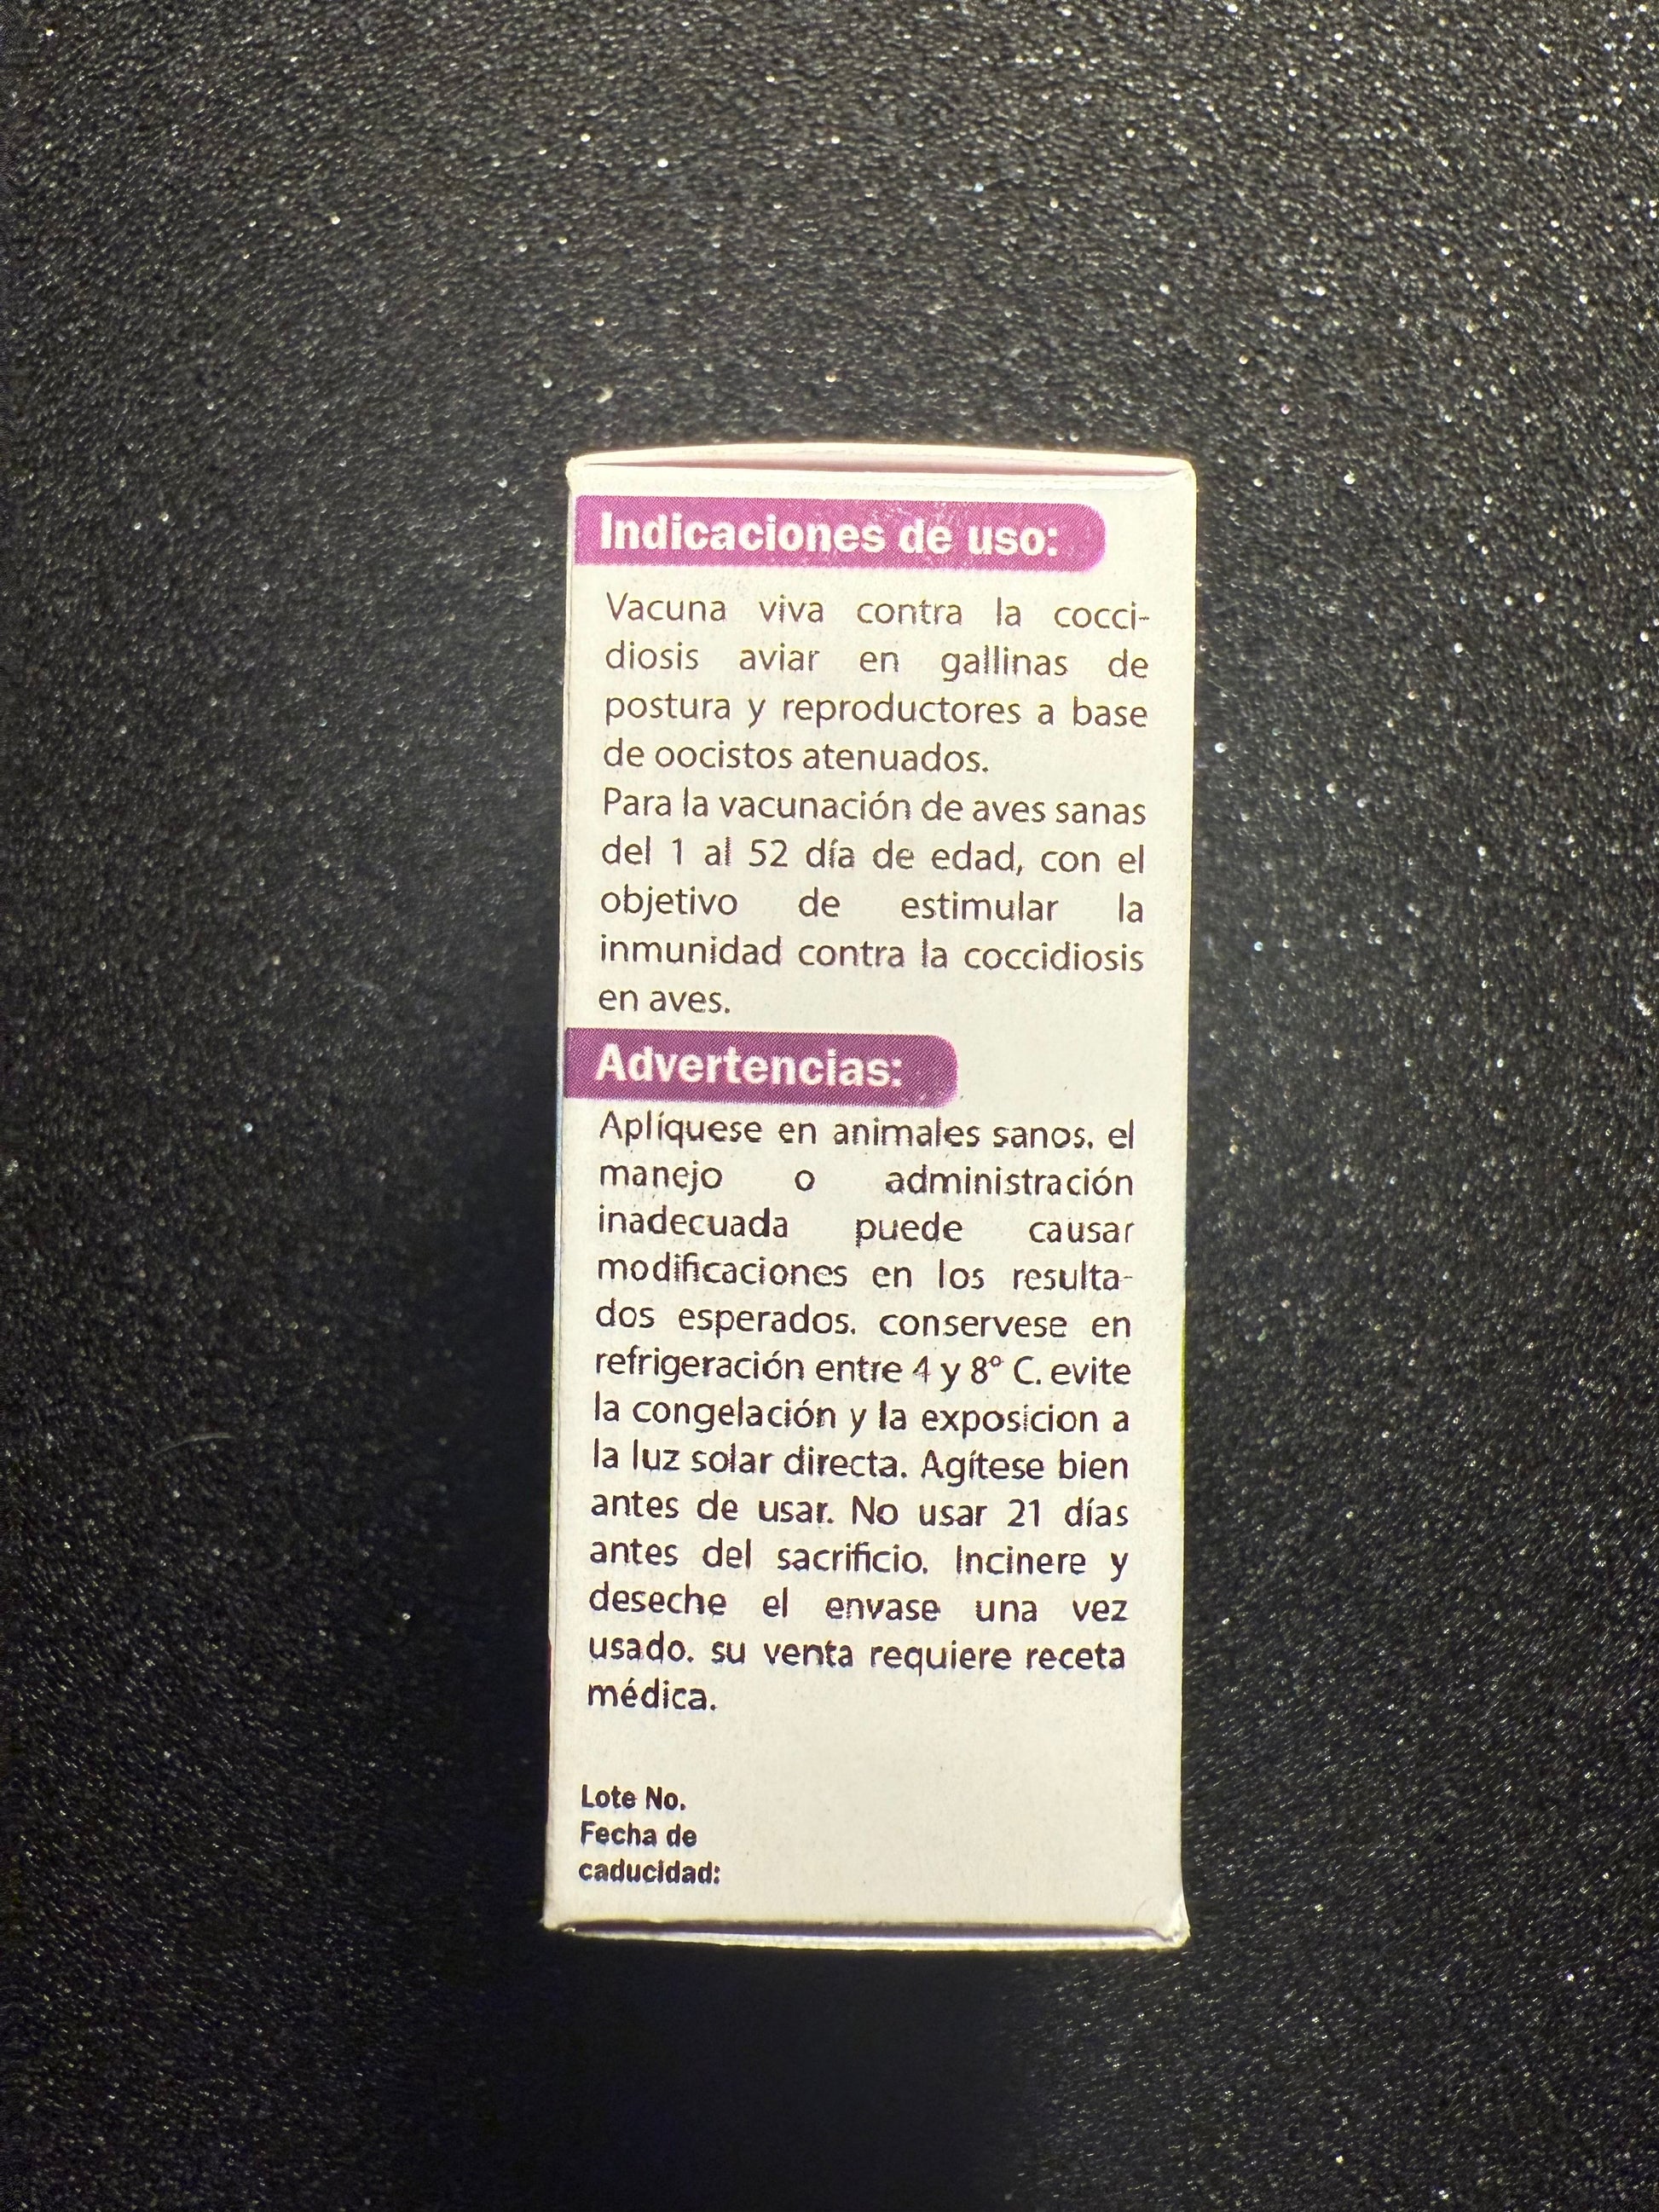 Indicaciones de uso:
Vacuna viva contra la cocci-
diosis aviar en gallinas de
postura y reproductores a base
de oocistos atenuados.
Para la vacunación de aves sanas
del 1 al 52 día de edad, con el
objetivo de estimular la
inmunidad contra la coccidiosis
en aves.
Advertencias:
Aplíquese en animales sanos. el
manejo o administración
inadecuada puede causar
modificaciones en los resulta-
dos esperados. conservese en
refrigeración entre 4 y 8° C. evite
la congelación y la exposicion a
la luz solar directa. Agítese bien
antes de usar. No usar 21 días
antes del sacrificio. Incinere y
deseche el envase una vez
usado. su venta requiere receta
médica.
Lote No.
Fecha de
caducidad: